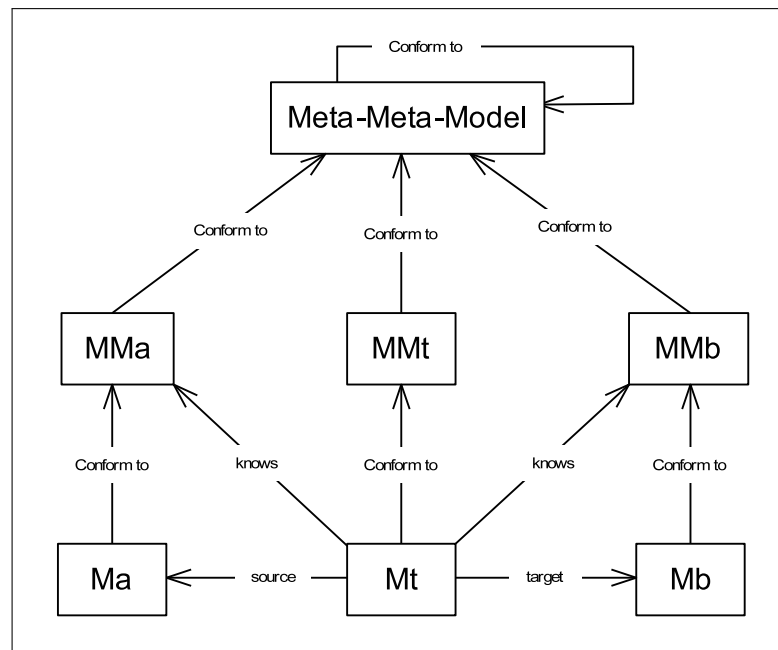 Conform to
Meta-Meta-Model
Conform to
Conform to
Conform to
MMa
MMt
MMb
Conform to
knows
Conform to
knows
Conform to
Ma
source
Mt
target
Mb